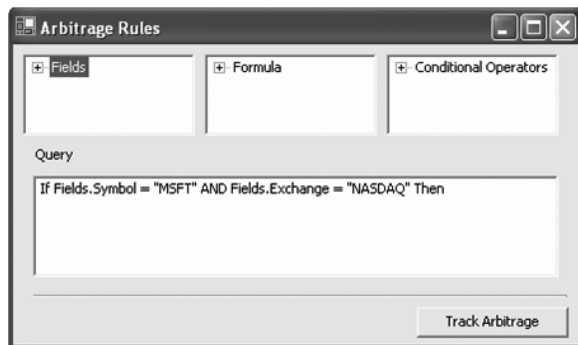 Arbitrage Rules
Fields
Formula
Conditional Operators
Query
If Fields.Symbol = "MSFT" AND Fields.Exchange = "NASDAQ" Then
Track Arbitrage